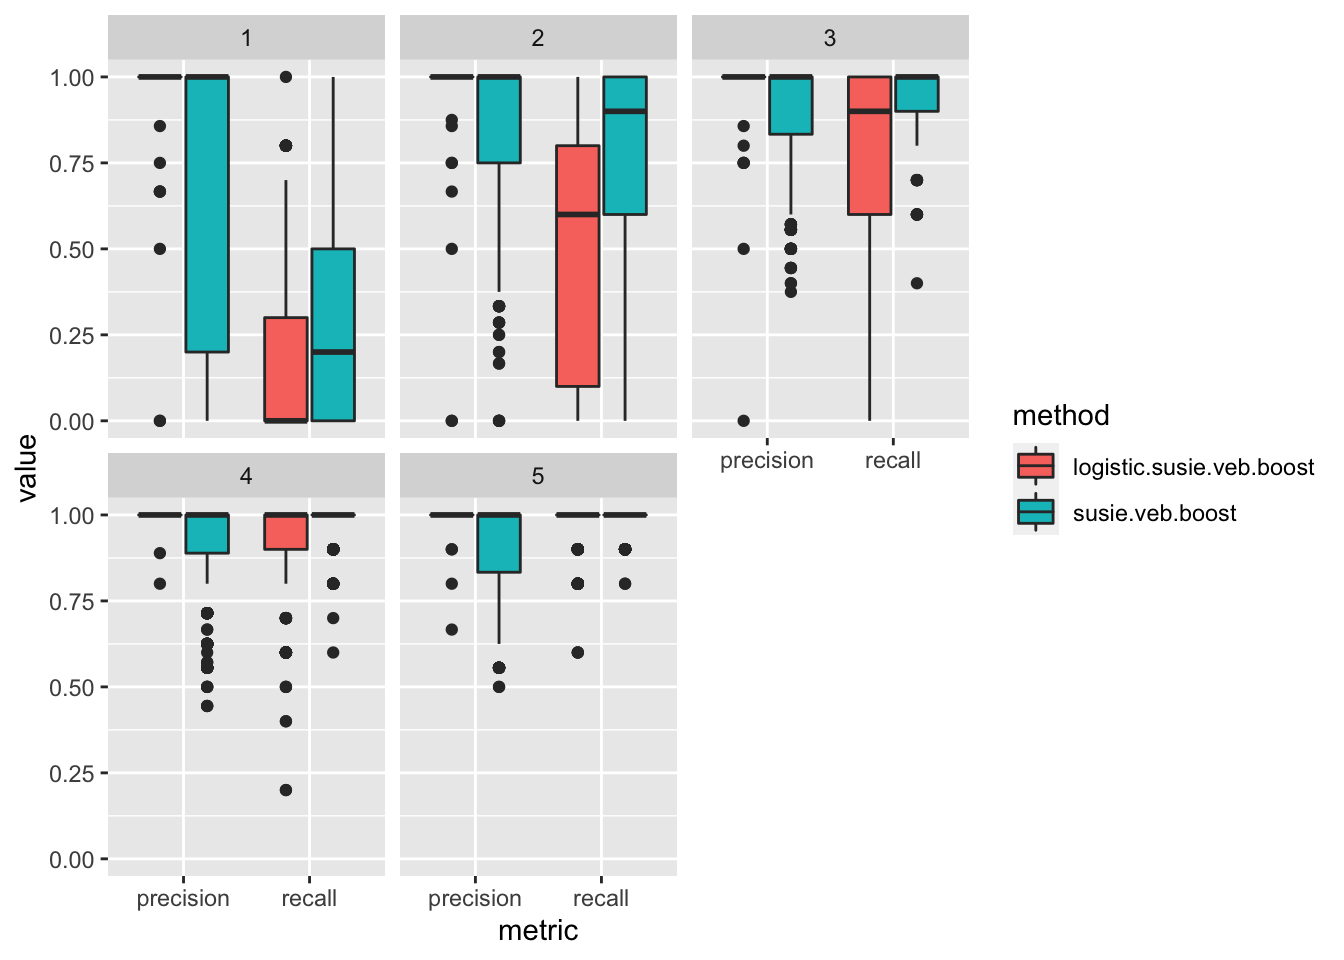 1
2
3
1.00
0.75
0.50
0.25
0.00
precision recall
4
5
1.00
0.75
0.50
0.25
0.00
precision recall
precision recall
metric
value
method
logistic.susie.veb.boost
susie.veb.boost